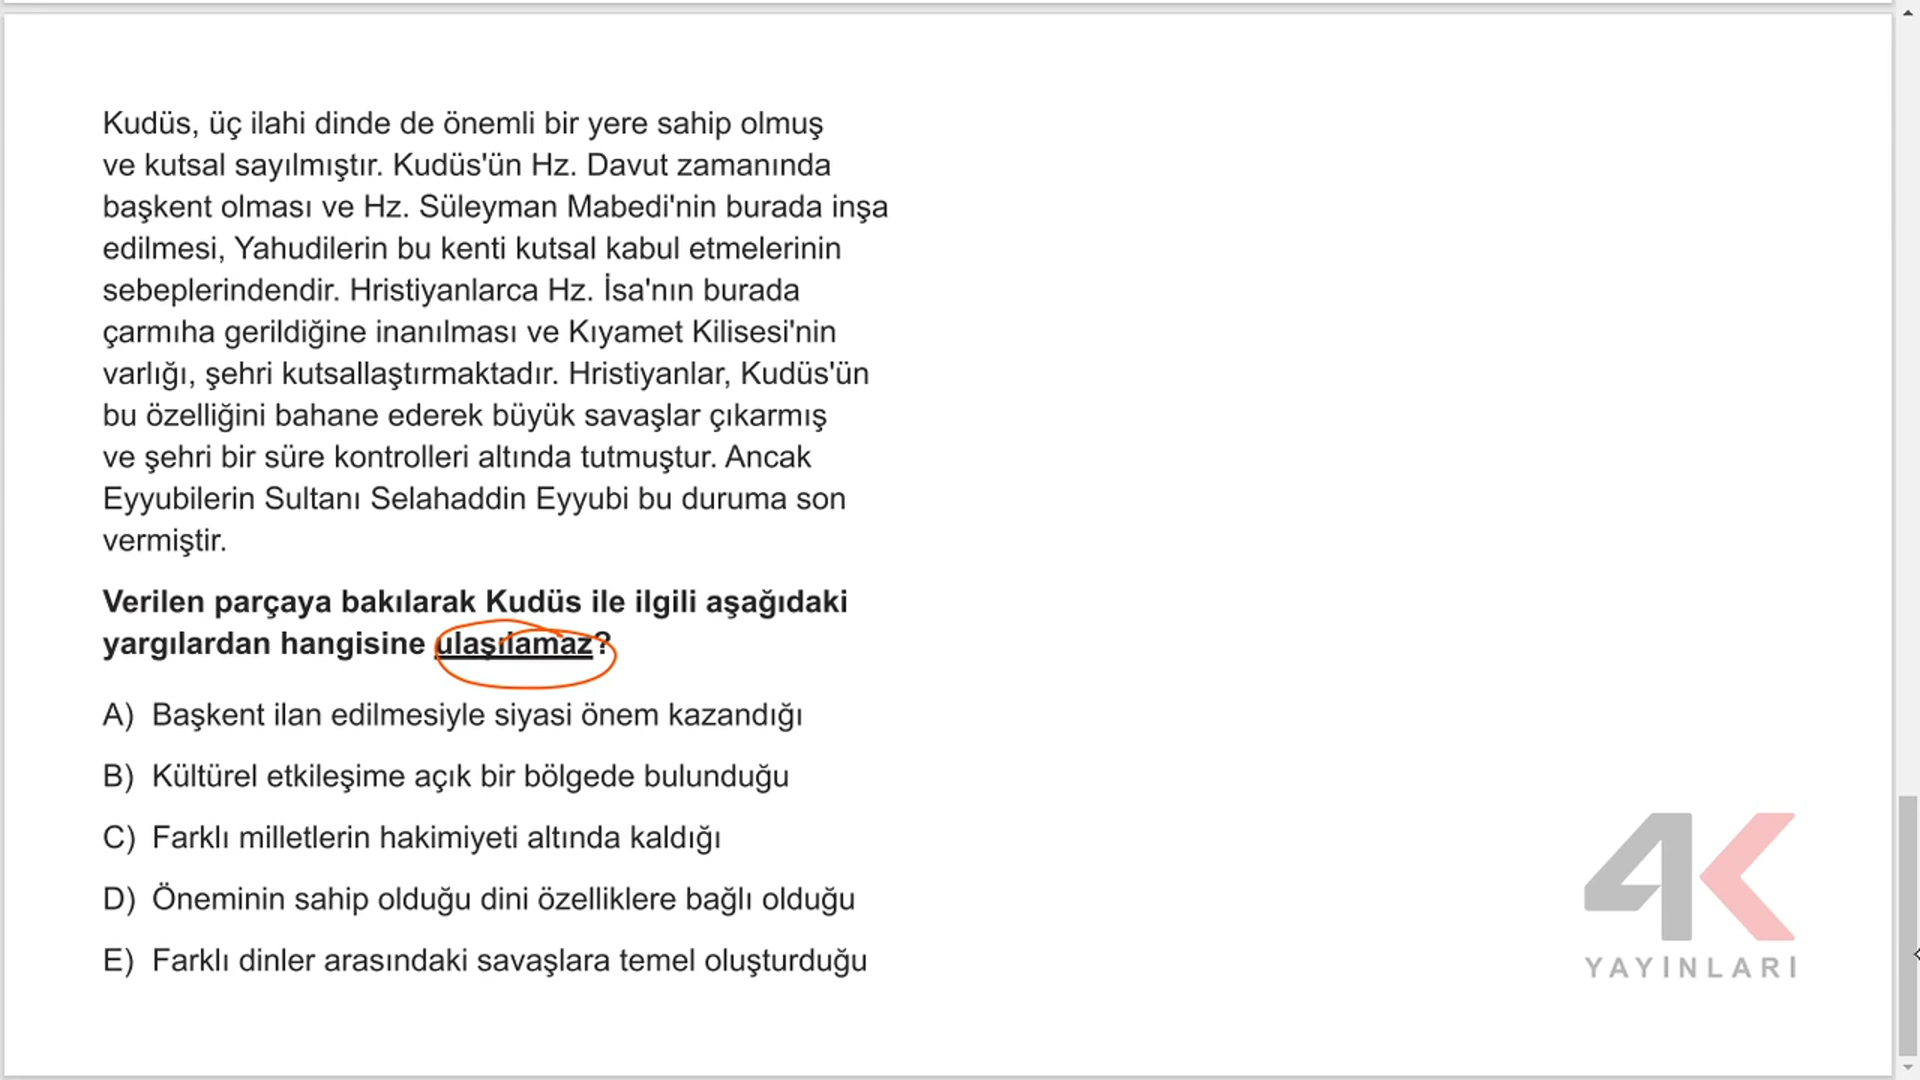 Kudüs, üç ilahi dinde de önemli bir yere sahip olmuş
ve kutsal sayılmıştır. Kudüs'ün Hz. Davut zamanında
başkent olması ve Hz. Süleyman Mabedi'nin burada inşa
edilmesi, Yahudilerin bu kenti kutsal kabul etmelerinin
sebeplerindendir. Hristiyanlarca Hz. İsa'nın burada
çarmıha gerildiğine inanılması ve Kıyamet Kilisesi'nin
varlığı, şehri kutsallaştırmaktadır. Hristiyanlar, Kudüs'ün
bu özelliğini bahane ederek büyük savaşlar çıkarmış
ve şehri bir süre kontrolleri altında tutmuştur. Ancak
Eyyubilerin Sultanı Selahaddin Eyyubi bu duruma son
vermiştir.
Verilen parçaya bakılarak Kudüs ile ilgili aşağıdaki
yargılardan hangisine ulaşılamaz?
A) Başkent ilan edilmesiyle siyasi önem kazandığı
B) Kültürel etkileşime açık bir bölgede bulunduğu
C) Farklı milletlerin hakimiyeti altında kaldığı
D) Öneminin sahip olduğu dini özelliklere bağlı olduğu
E) Farklı dinler arasındaki savaşlara temel oluşturduğu
4K
YAYINLARI